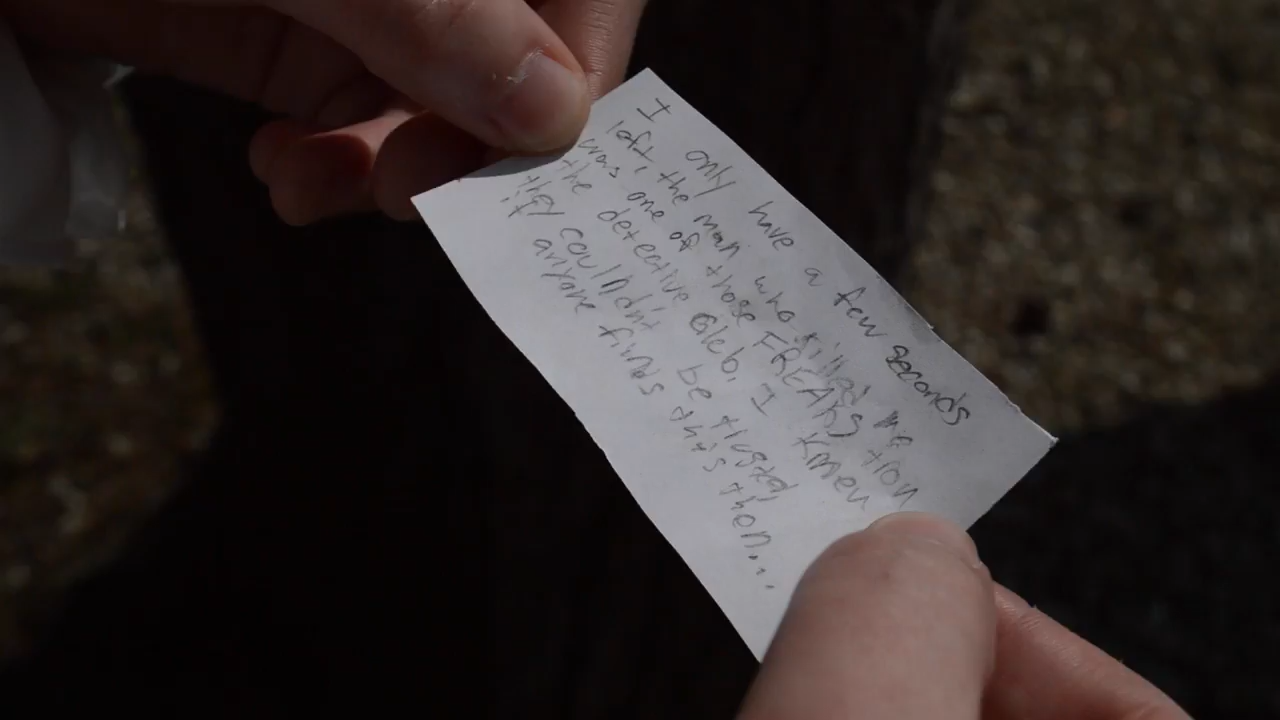 I only have a few seconds
left, the man who killed me
was one of those FREAks from
the detective club. I Knew
they couldn't be trusted,
if anyone finds this then...